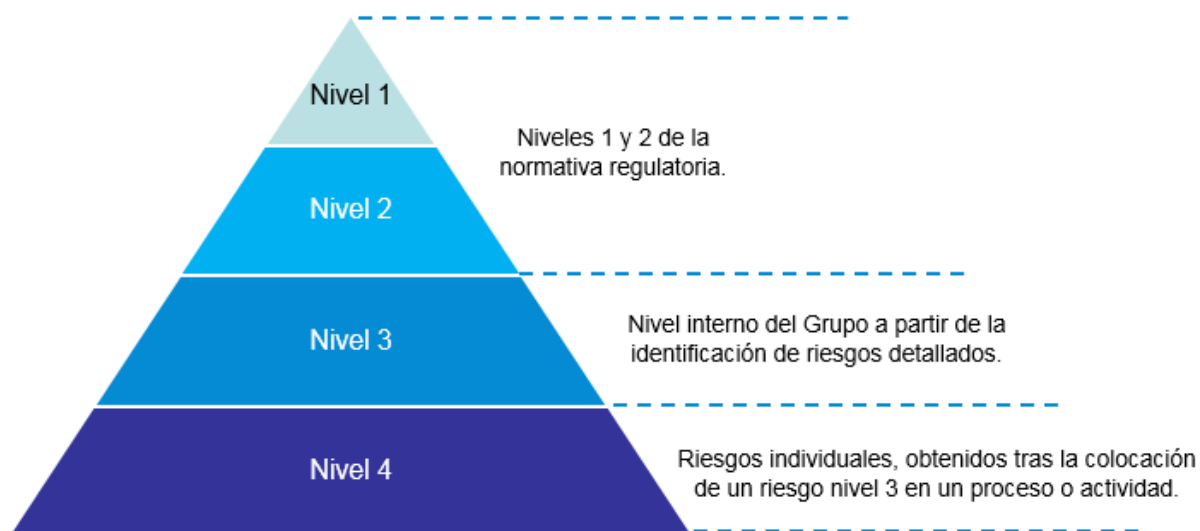 Nivel 1
Niveles 1 y 2 de la
normativa regulatoria.
Nivel 2
Nivel 3
Nivel interno del Grupo a partir de la
identificación de riesgos detallados.
Nivel 4
Riesgos individuales, obtenidos tras la colocación
de un riesgo nivel 3 en un proceso o actividad.